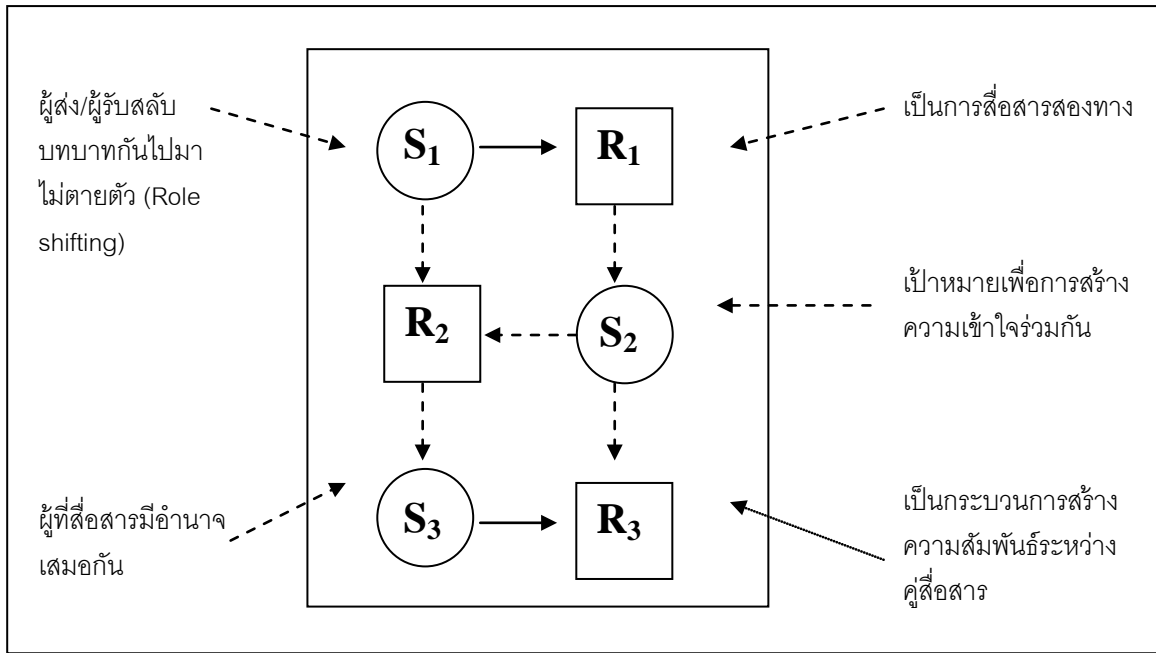 ผู้ส่ง/ผู้รับสลับ
บทบาทกันไปมา
ไม่ตายตัว (Role
shifting)
S₁
R₁
เป็นการสื่อสารสองทาง
R₂
S₂
เป้าหมายเพื่อการสร้าง
ความเข้าใจร่วมกัน
ผู้ที่สื่อสารมีอำนาจ
เสมอกัน
S₃
R₃
เป็นกระบวนการสร้าง
ความสัมพันธ์ระหว่าง
คู่สื่อสาร